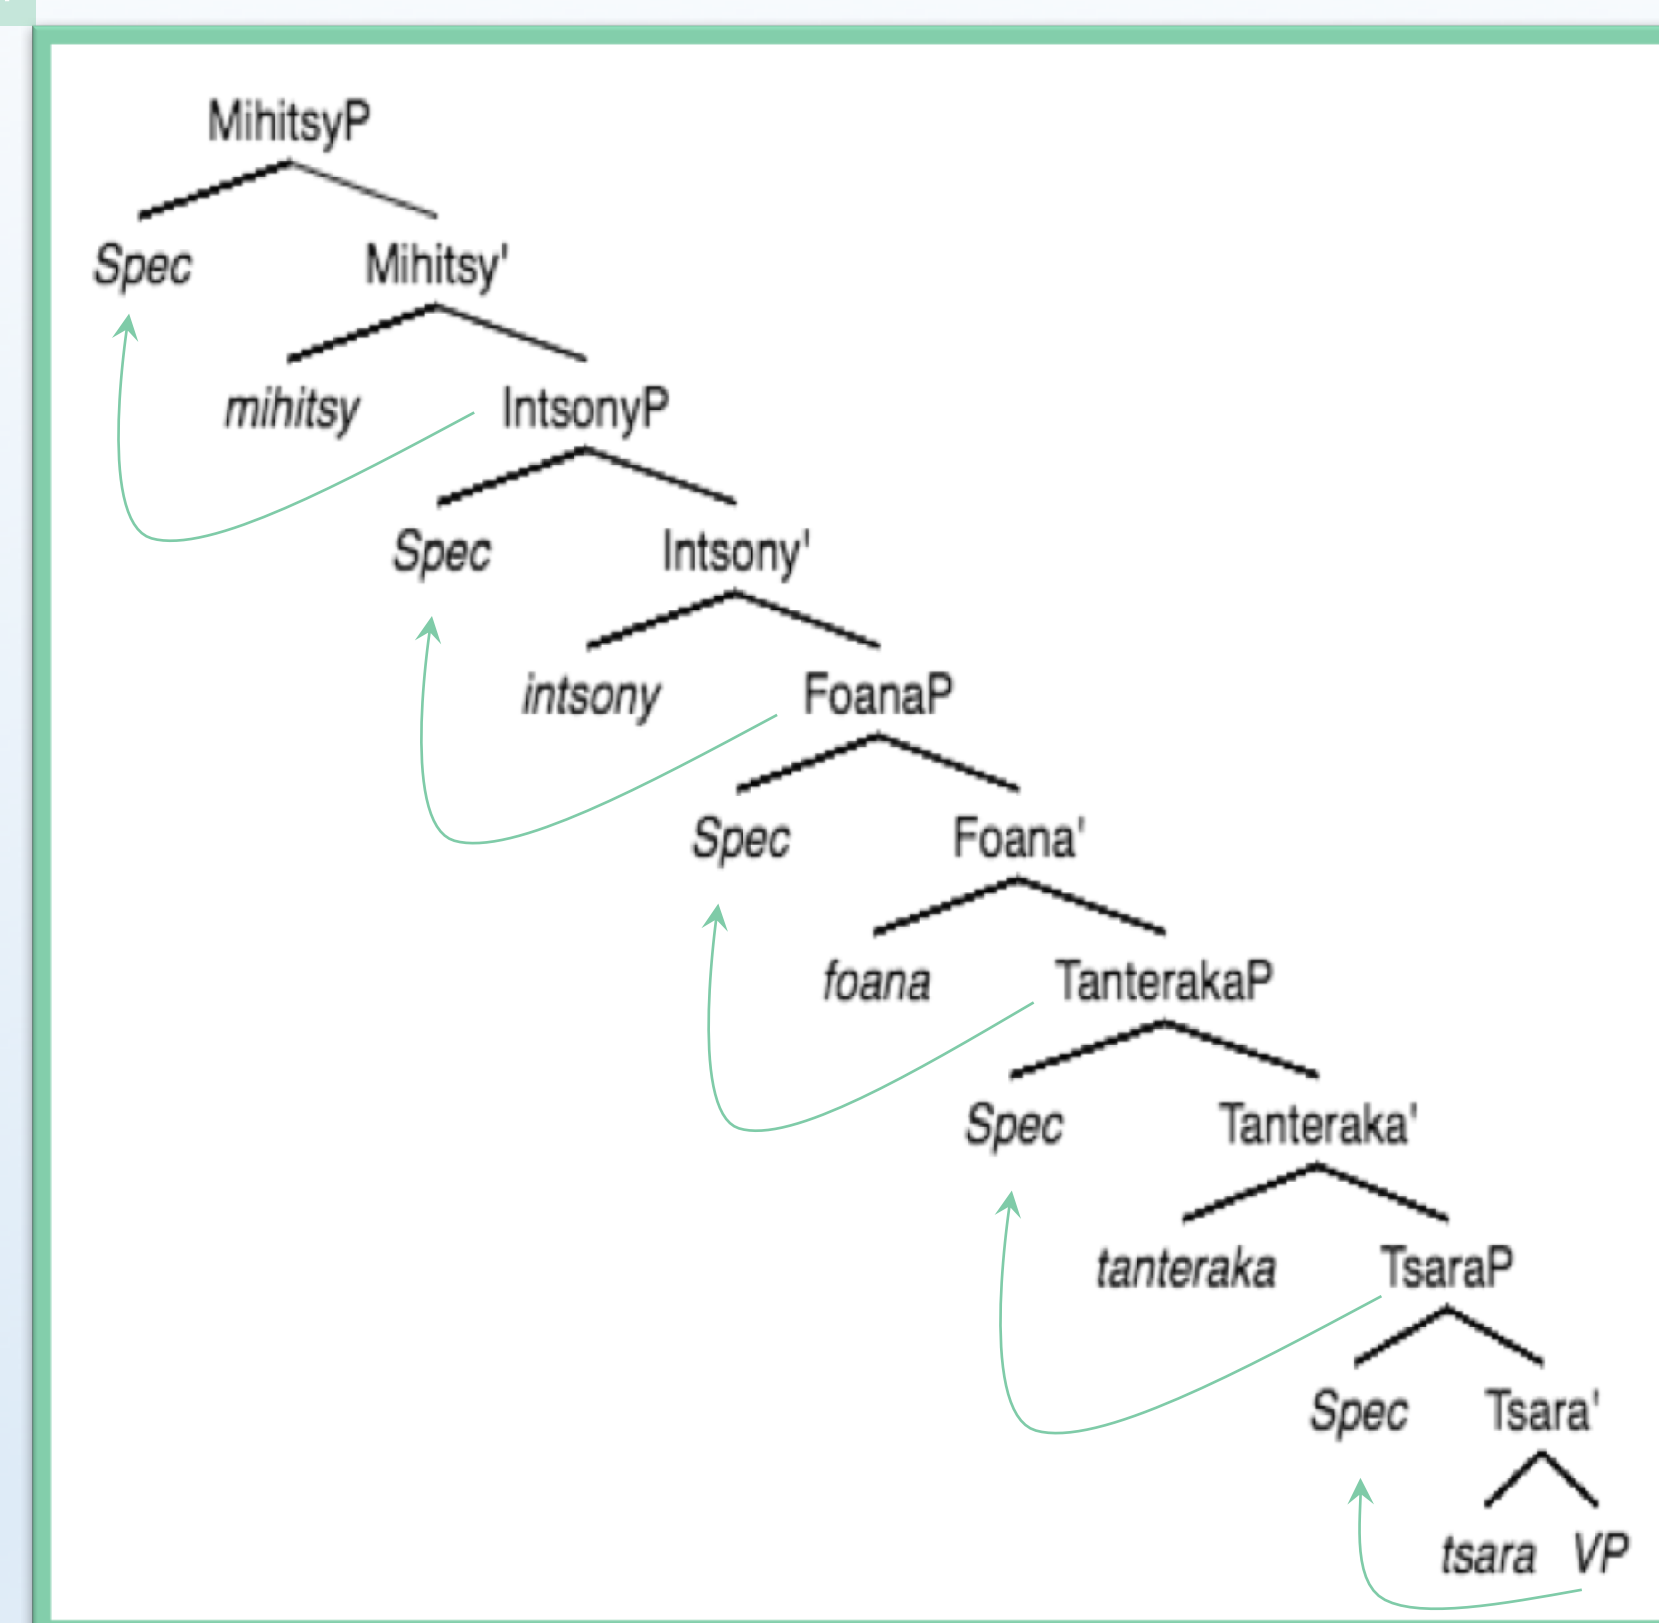 MihitsyP
Spec Mihitsy'
mihitsy IntsonyP
Spec Intsony'
intsony FoanaP
Spec Foana'
foana TanterakaP
Spec Tanteraka'
tanteraka TsaraP
Spec Tsara'
tsara VP